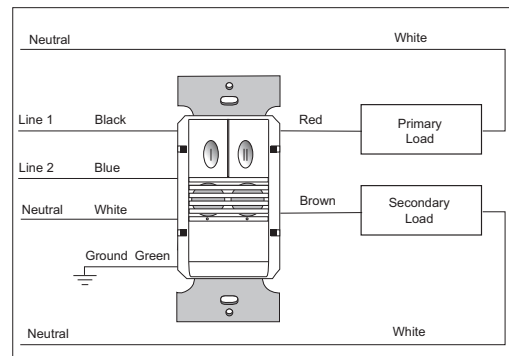 Neutral White
Line 1 Black Red Primary
Load
I II
Line 2 Blue
Neutral White Brown Secondary
Load
Ground Green
Neutral White